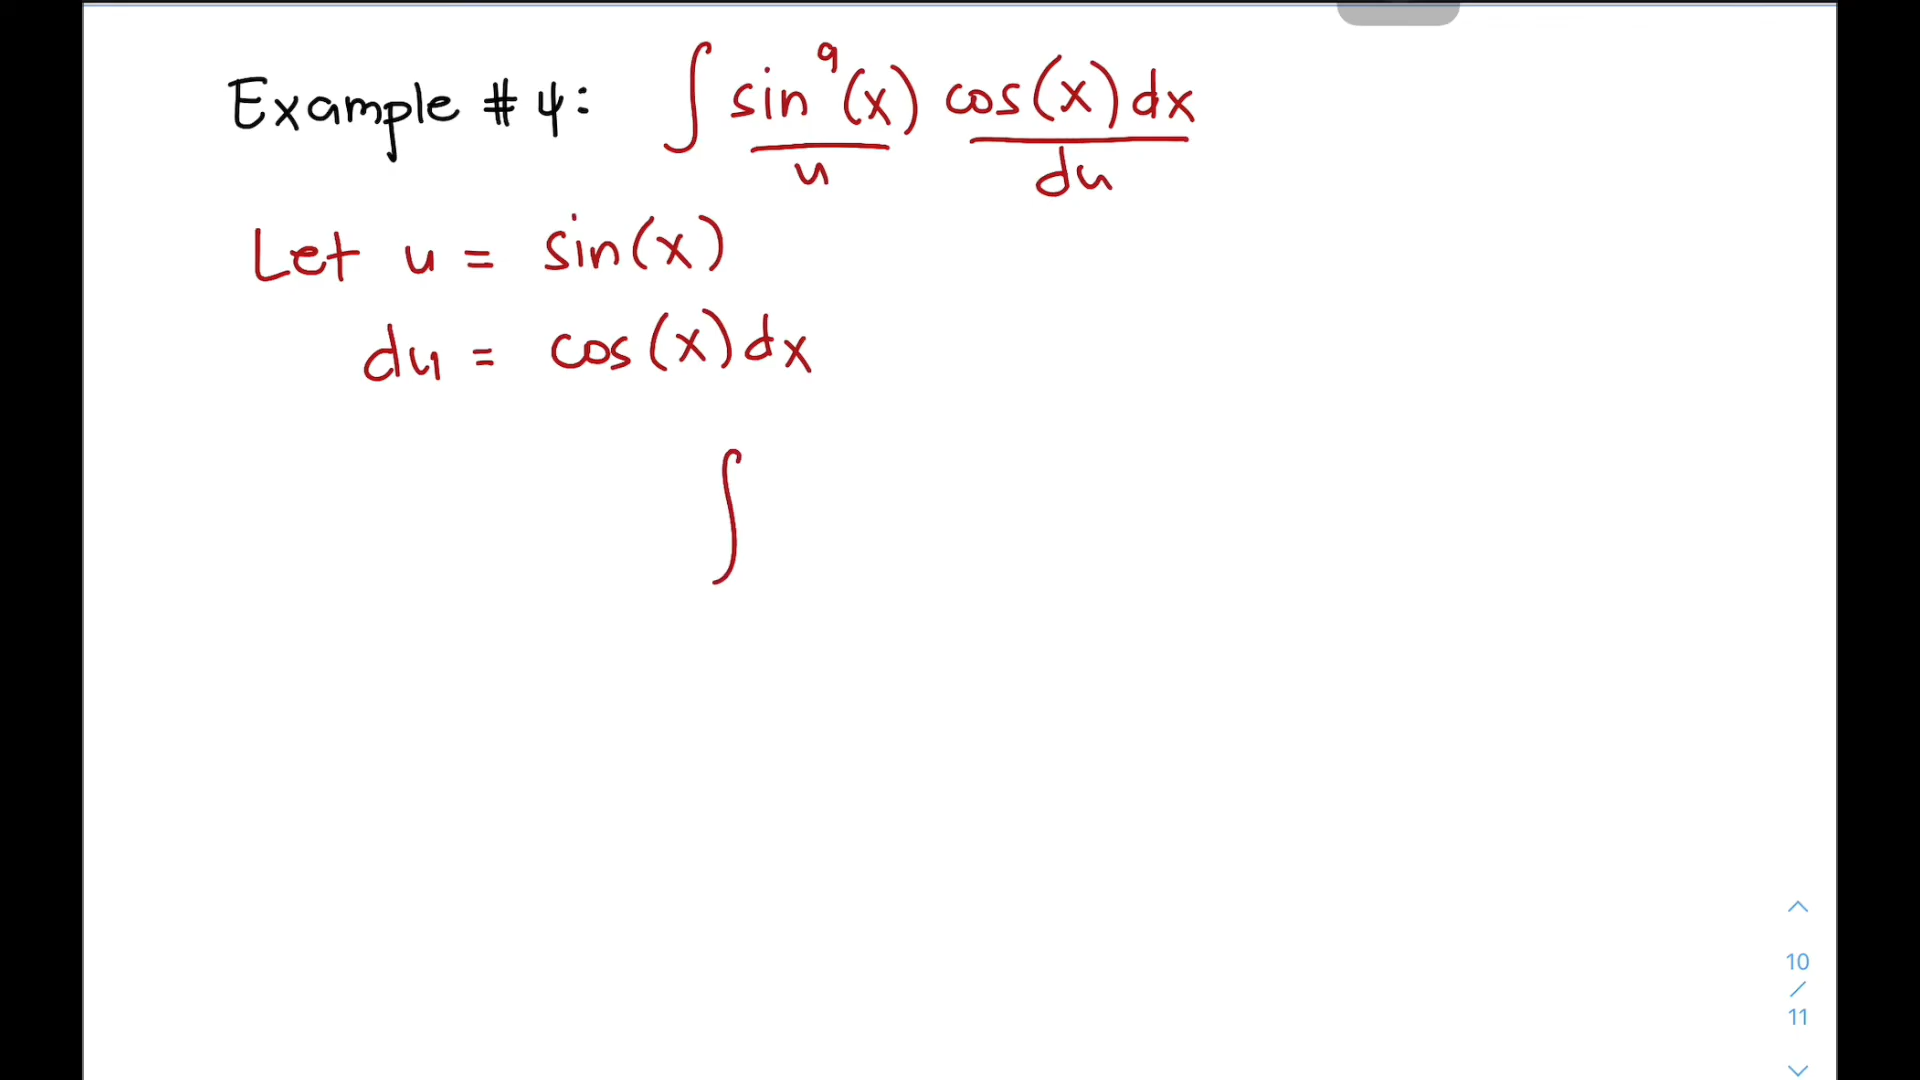 Example # 4: ∫ sin⁹(x) cos(x) dx
u du
Let u = sin(x)
du = cos(x) dx
∫
10
/
11